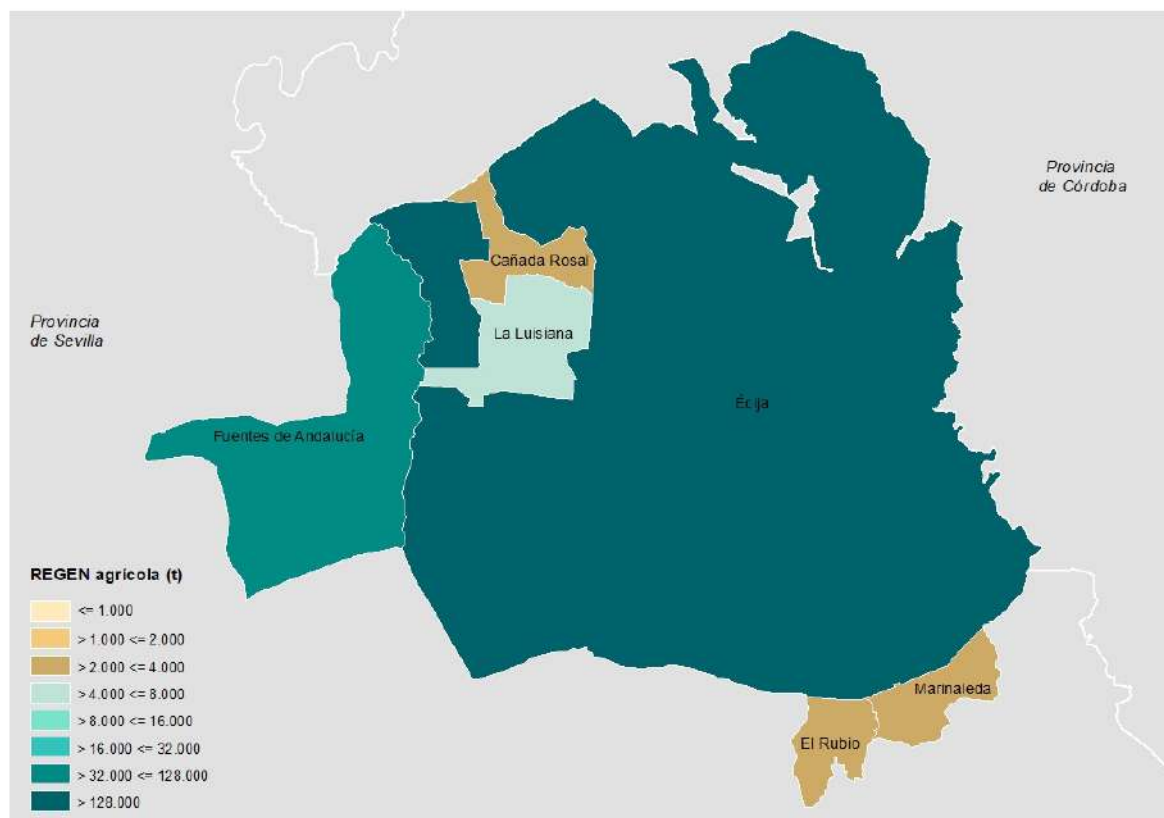 Provincia
de Córdoba
Cañada Rosal
Provincia
de Sevilla
La Luisiana
Écija
Fuentes de Andalucía
REGEN agrícola (t)
<= 1.000
> 1.000 <= 2.000
> 2.000 <= 4.000
> 4.000 <= 8.000
> 8.000 <= 16.000
> 16.000 <= 32.000
> 32.000 <= 128.000
> 128.000
Marinaleda
El Rubio